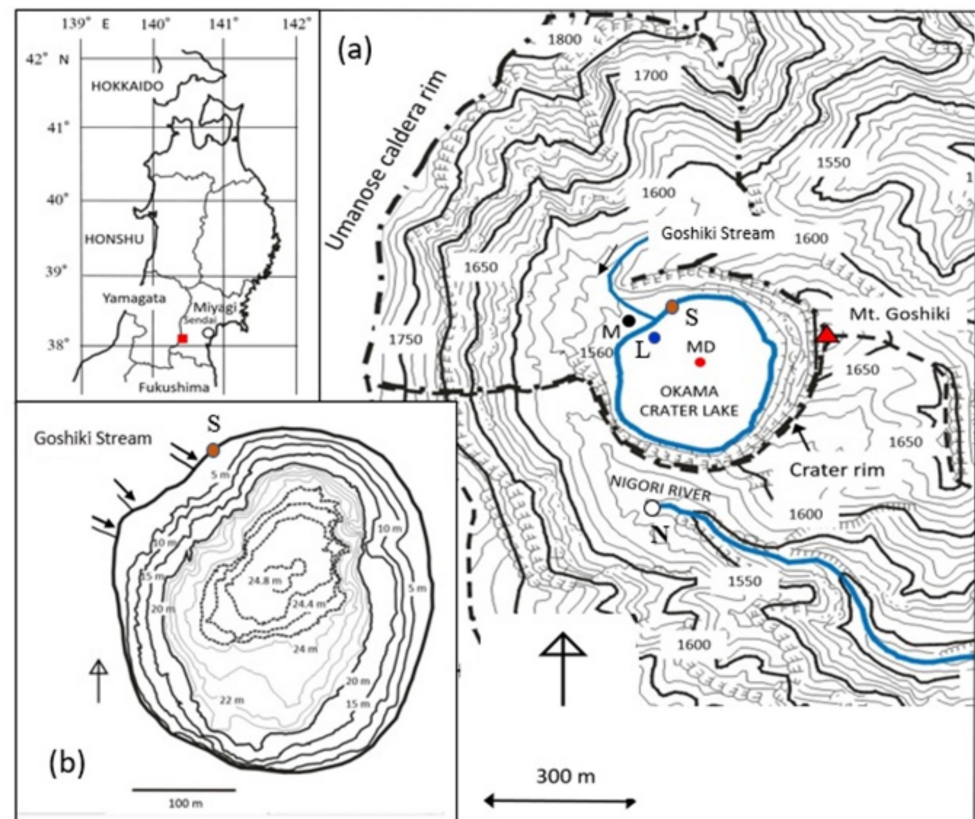 139° E 140° 141° 142°
42° N
HOKKAIDO
41°
40°
HONSHU
39°
Yamagata
Miyagi
Sendai
38°
Fukushima
(a)
Umanose caldera rim
1800
1700
1550
1600
Goshiki Stream
1600
1650
S
Mt. Goshiki
M
L
MD
1750
1560
1650
OKAMA
CRATER LAKE
1650
Crater rim
NIGORI RIVER
N
1600
1550
1600
300 m
Goshiki Stream
S
5 m
10 m
10 m
15 m
5 m
20 m
24.8 m
24.4 m
24 m
20 m
22 m
15 m
(b)
100 m